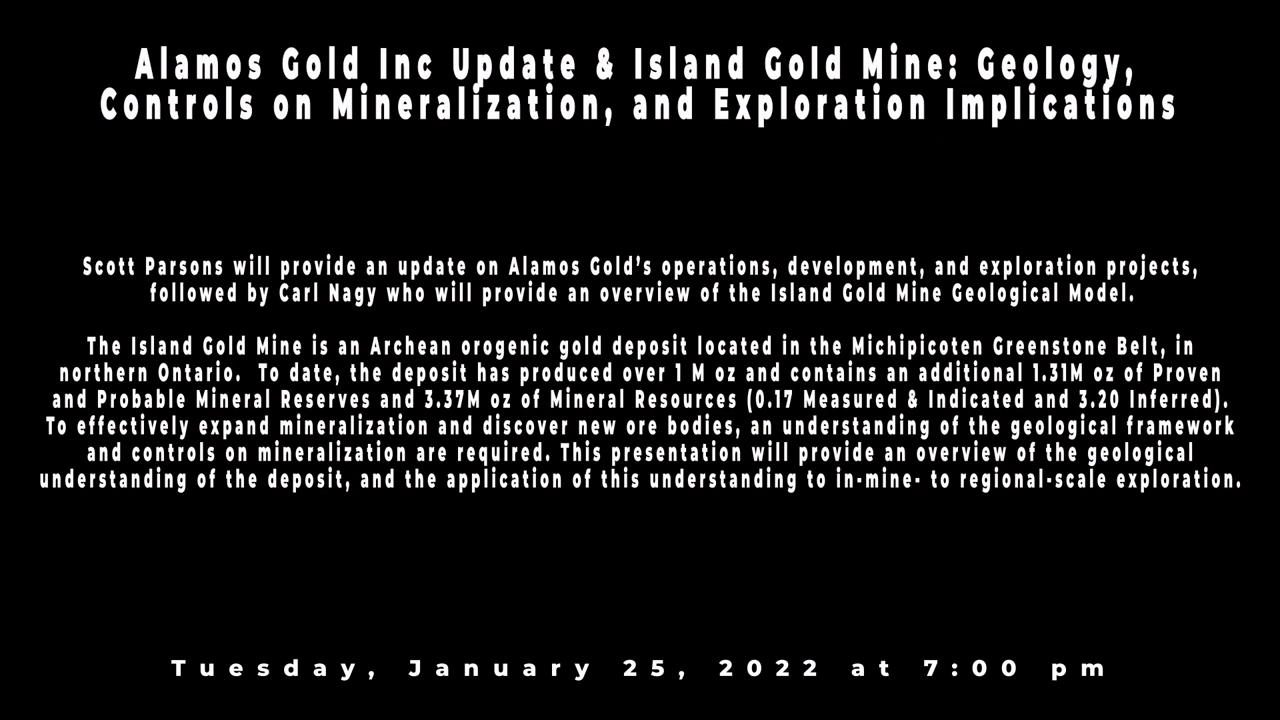 Alamos Gold Inc Update & Island Gold Mine: Geology,
Controls on Mineralization, and Exploration Implications
Scott Parsons will provide an update on Alamos Gold’s operations, development, and exploration projects,
followed by Carl Nagy who will provide an overview of the Island Gold Mine Geological Model.
The Island Gold Mine is an Archean orogenic gold deposit located in the Michipicoten Greenstone Belt, in
northern Ontario.  To date, the deposit has produced over 1 M oz and contains an additional 1.31M oz of Proven
and Probable Mineral Reserves and 3.37M oz of Mineral Resources (0.17 Measured & Indicated and 3.20 Inferred).
To effectively expand mineralization and discover new ore bodies, an understanding of the geological framework
and controls on mineralization are required. This presentation will provide an overview of the geological
understanding of the deposit, and the application of this understanding to in-mine- to regional-scale exploration.
Tuesday, January 25, 2022 at 7:00 pm